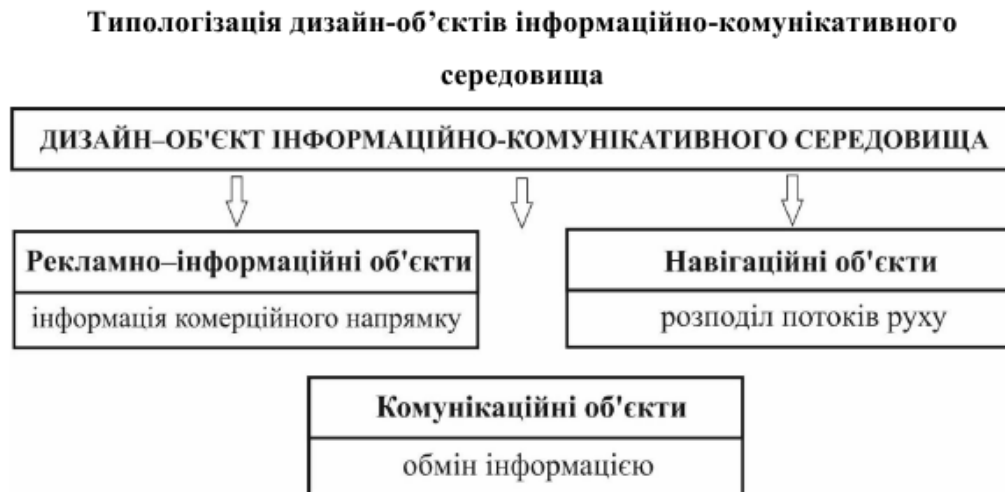 Типологізація дизайн-об’єктів інформаційно-комунікативного
середовища
ДИЗАЙН–ОБ'ЄКТ ІНФОРМАЦІЙНО-КОМУНІКАТИВНОГО СЕРЕДОВИЩА
Рекламно–інформаційні об'єкти
інформація комерційного напрямку
Навігаційні об'єкти
розподіл потоків руху
Комунікаційні об'єкти
обмін інформацією